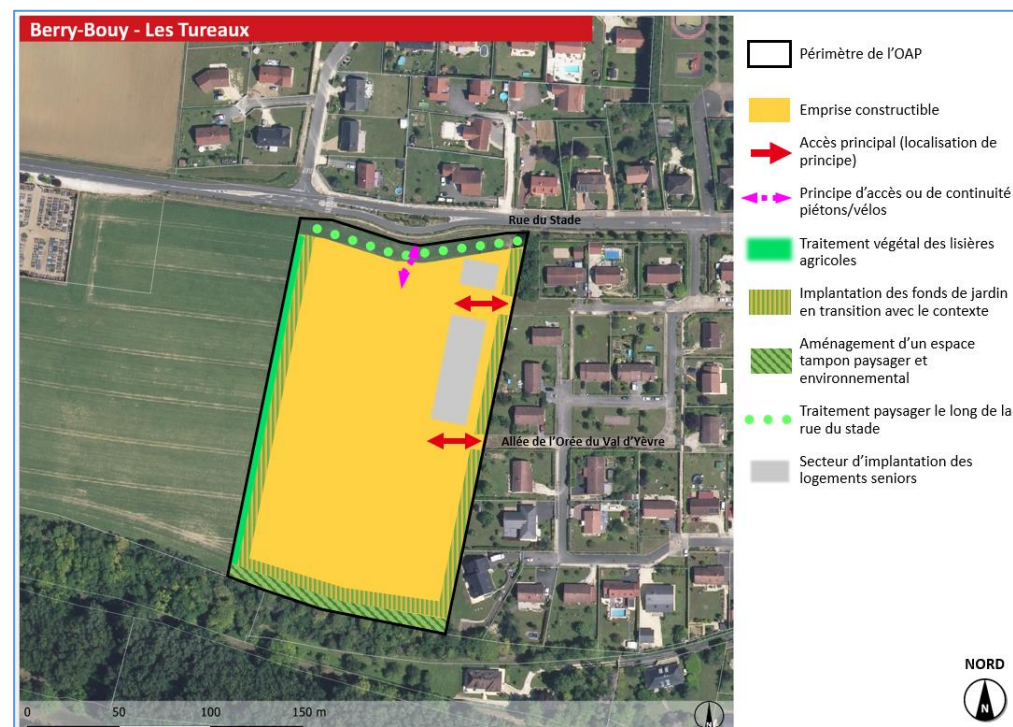 Berry-Bouy - Les Tureaux
Rue du Stade
Allée de l'Orée du Val d'Yèvre
0 50 100 150 m
N
Périmètre de l'OAP
Emprise constructible
Accès principal (localisation de
principe)
Principe d'accès ou de continuité
piétons/vélos
Traitement végétal des lisières
agricoles
Implantation des fonds de jardin
en transition avec le contexte
Aménagement d'un espace
tampon paysager et
environnemental
Traitement paysager le long de la
rue du stade
Secteur d'implantation des
logements seniors
NORD
N